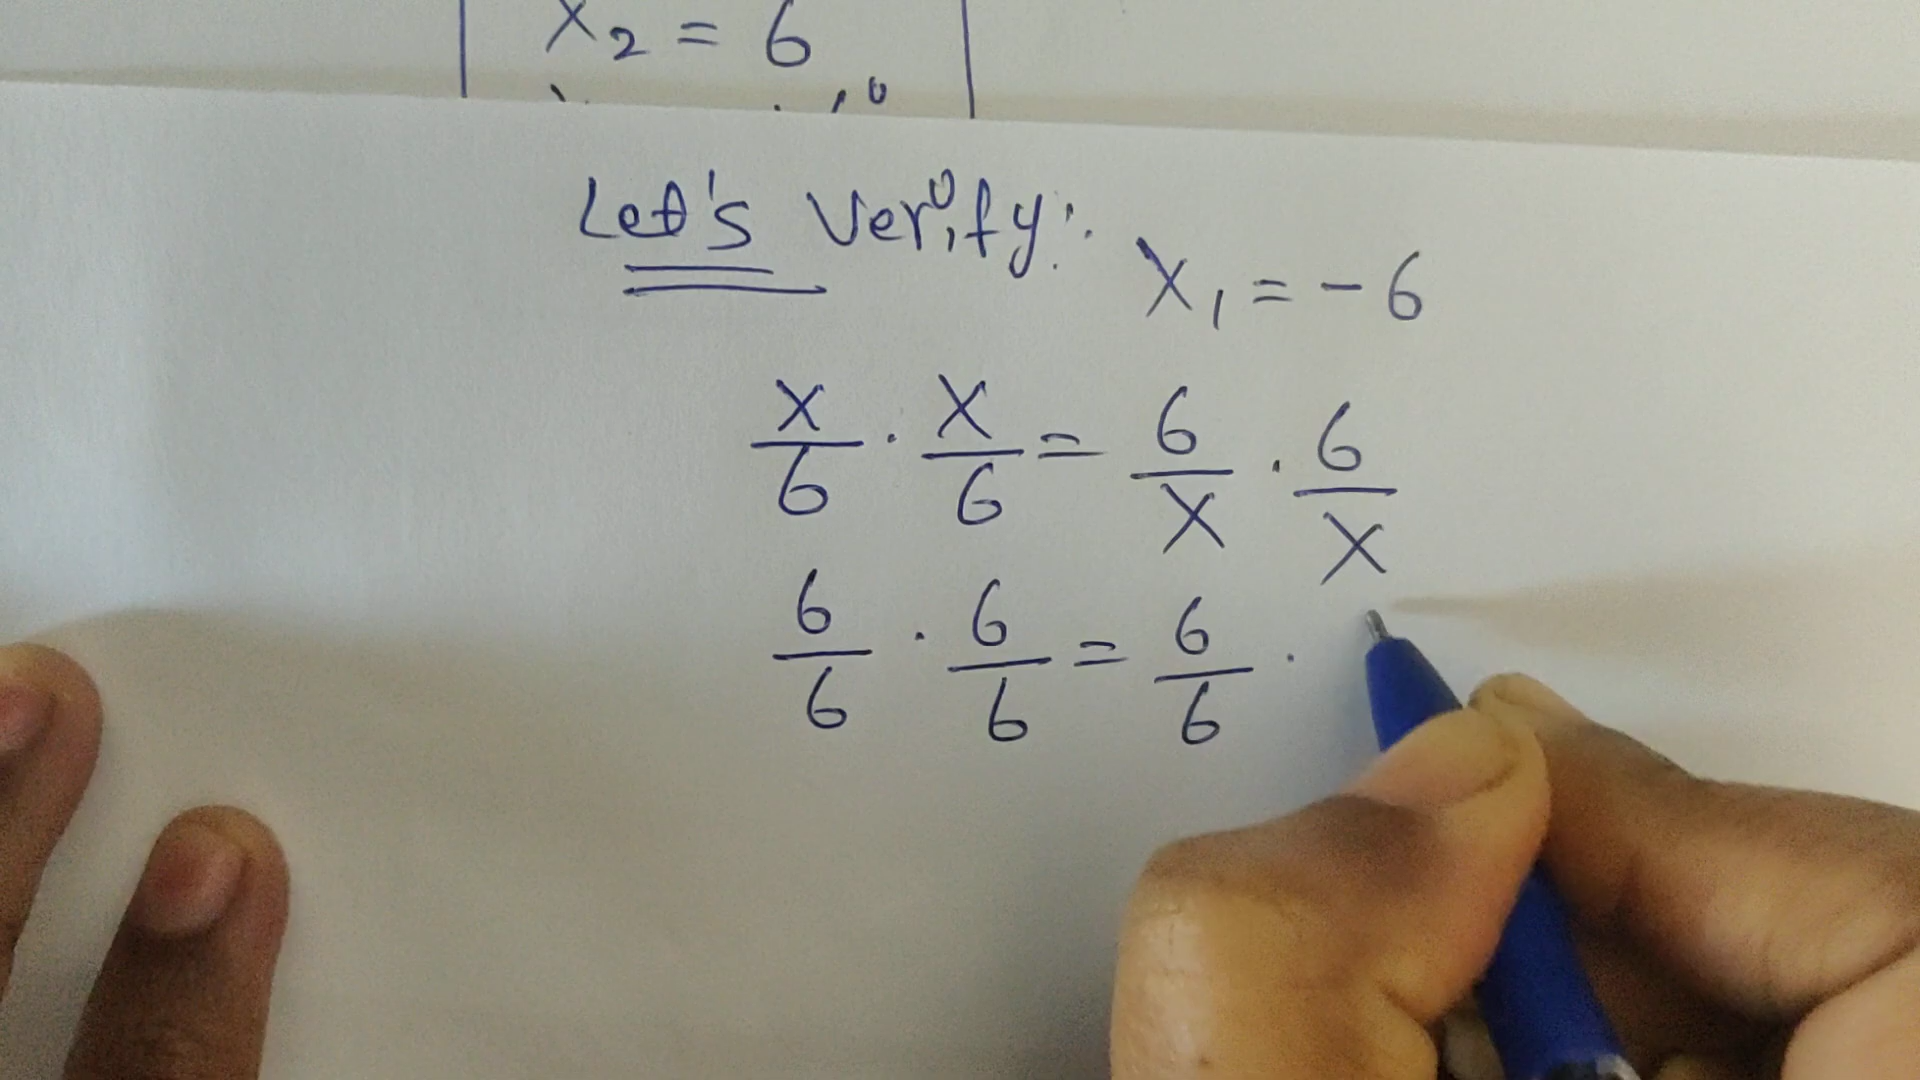 X₂ = 6
Let's Verify:
X₁ = -6
X/6 · X/6 = 6/X · 6/X
6/6 · 6/6 = 6/6 ·